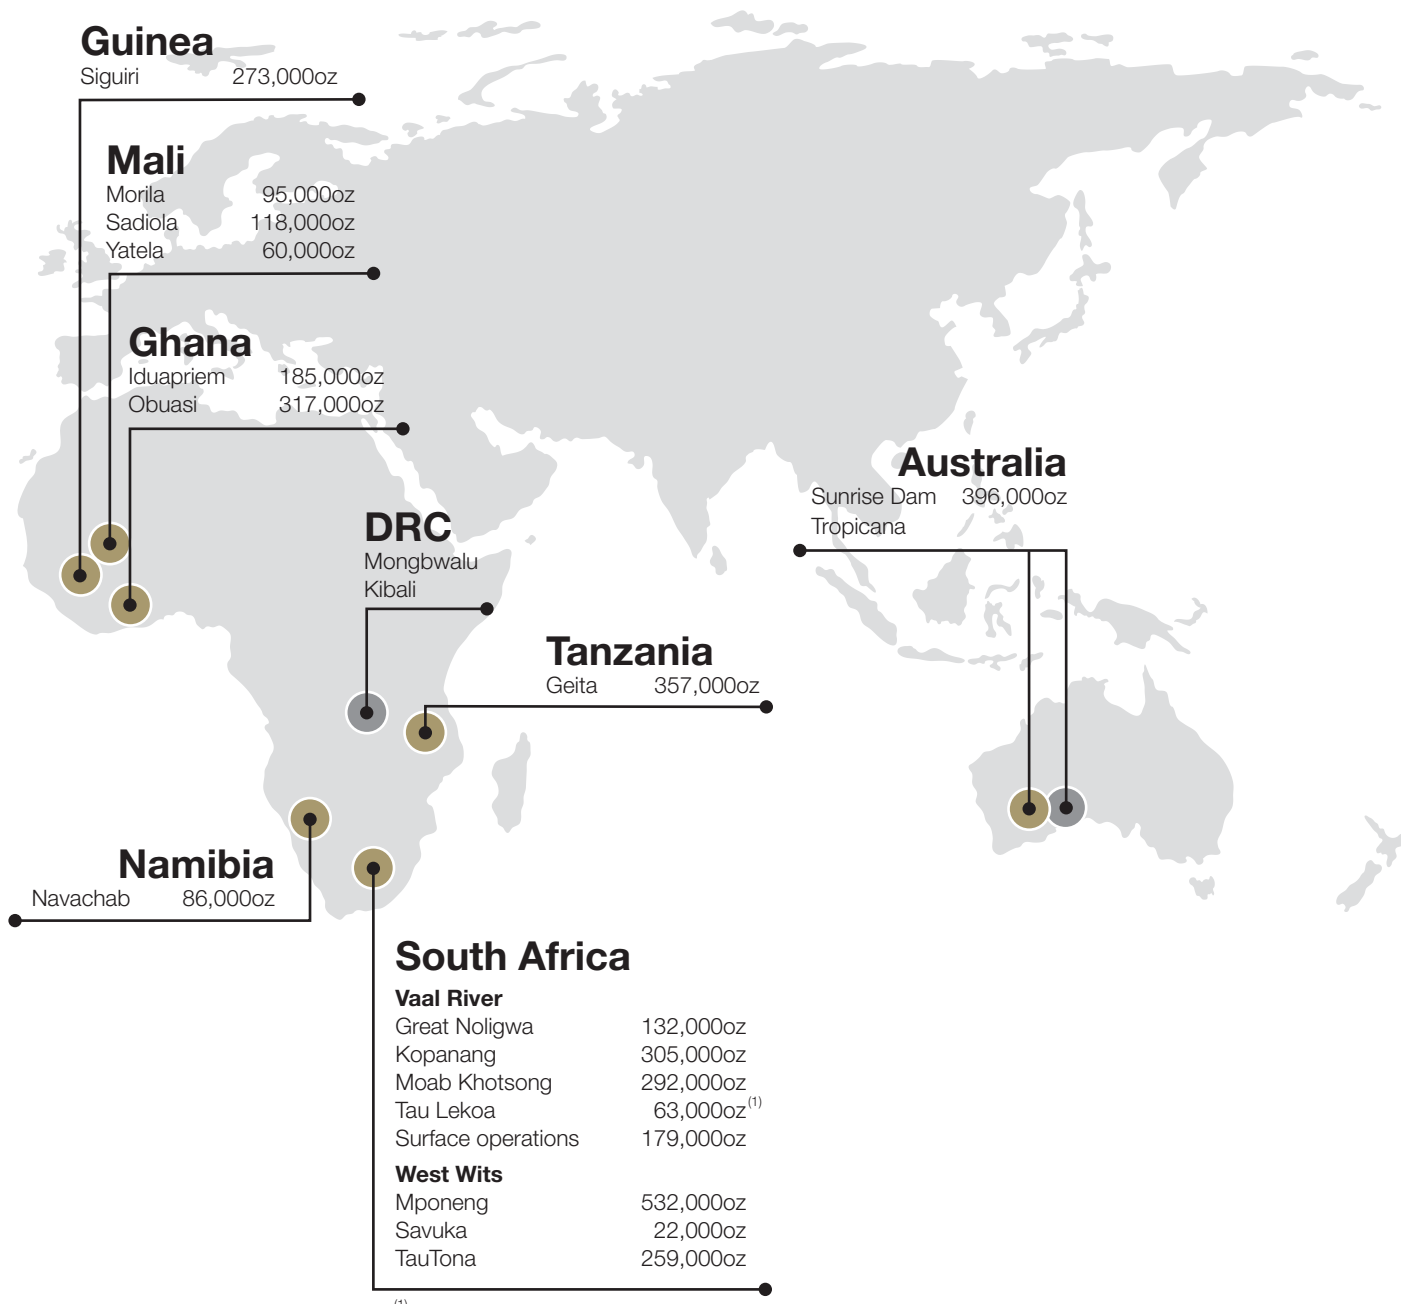 Guinea
Siguiri 273,000oz
Mali
Morila 95,000oz
Sadiola 118,000oz
Yatela 60,000oz
Ghana
Iduapriem 185,000oz
Obuasi 317,000oz
Australia
Sunrise Dam 396,000oz
Tropicana
DRC
Mongbwalu
Kibali
Tanzania
Geita 357,000oz
Namibia
Navachab 86,000oz
South Africa
Vaal River
Great Noligwa 132,000oz
Kopanang 305,000oz
Moab Khotsong 292,000oz
Tau Lekoa 63,000oz(1)
Surface operations 179,000oz
West Wits
Mponeng 532,000oz
Savuka 22,000oz
TauTona 259,000oz
(1)